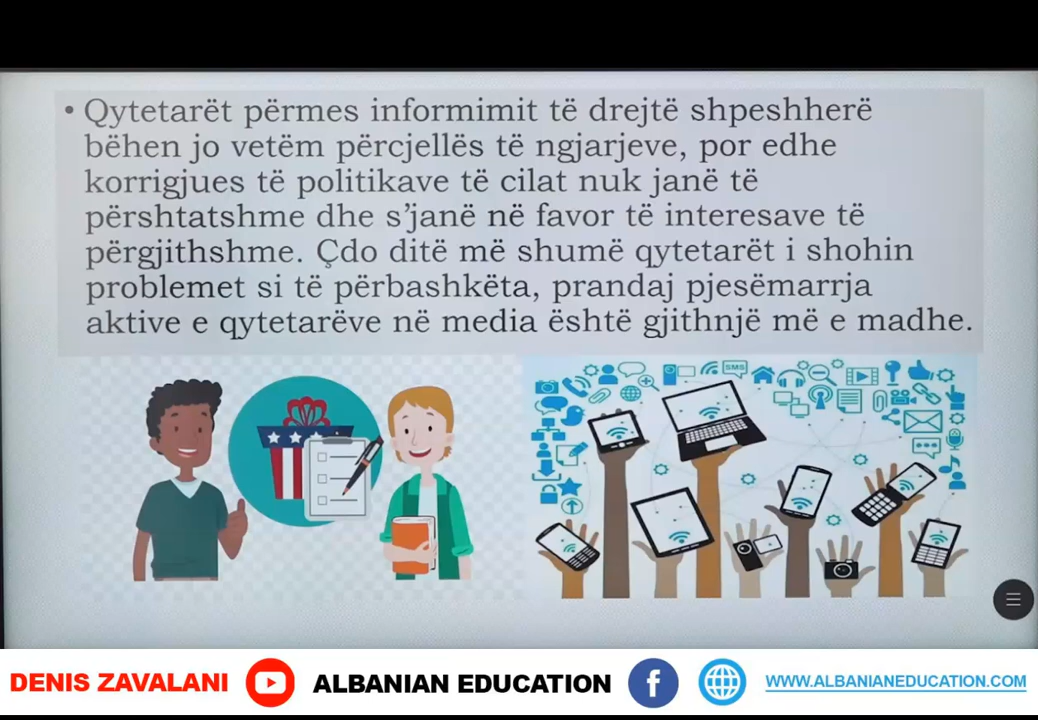 • Qytetarët përmes informimit të drejtë shpeshherë
bëhen jo vetëm përcjellës të ngjarjeve, por edhe
korrigjues të politikave të cilat nuk janë të
përshtatshme dhe s'janë në favor të interesave të
përgjithshme. Çdo ditë më shumë qytetarët i shohin
problemet si të përbashkëta, prandaj pjesëmarrja
aktive e qytetarëve në media është gjithnjë më e madhe.
SMS
DENIS ZAVALANI ALBANIAN EDUCATION f WWW.ALBANIANEDUCATION.COM